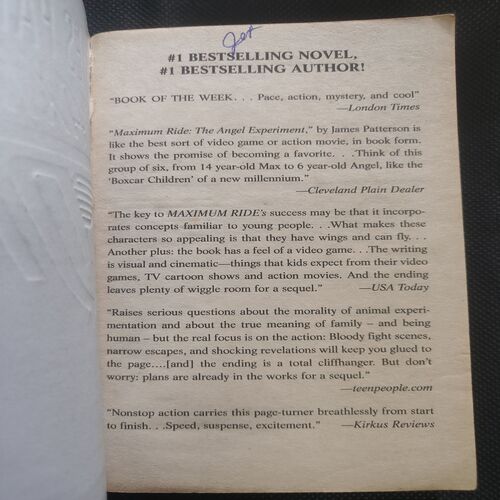 Jet
#1 BESTSELLING NOVEL,
#1 BESTSELLING AUTHOR!
"BOOK OF THE WEEK. . . Pace, action, mystery, and cool"
—London Times
"Maximum Ride: The Angel Experiment," by James Patterson is
like the best sort of video game or action movie, in book form.
It shows the promise of becoming a favorite. . .Think of this
group of six, from 14 year-old Max to 6 year-old Angel, like the
'Boxcar Children' of a new millennium."
—Cleveland Plain Dealer
"The key to MAXIMUM RIDE's success may be that it incorpo-
rates concepts familiar to young people. . .What makes these
characters so appealing is that they have wings and can fly. . .
Another plus: the book has a feel of a video game. . .The writing
is visual and cinematic—things that kids expect from their video
games, TV cartoon shows and action movies. And the ending
leaves plenty of wiggle room for a sequel." —USA Today
"Raises serious questions about the morality of animal experi-
mentation and about the true meaning of family – and being
human – but the real focus is on the action: Bloody fight scenes,
narrow escapes, and shocking revelations will keep you glued to
the page....[and] the ending is a total cliffhanger. But don't
worry: plans are already in the works for a sequel."
—teenpeople.com
"Nonstop action carries this page-turner breathlessly from start
to finish. . .Speed, suspense, excitement." —Kirkus Reviews